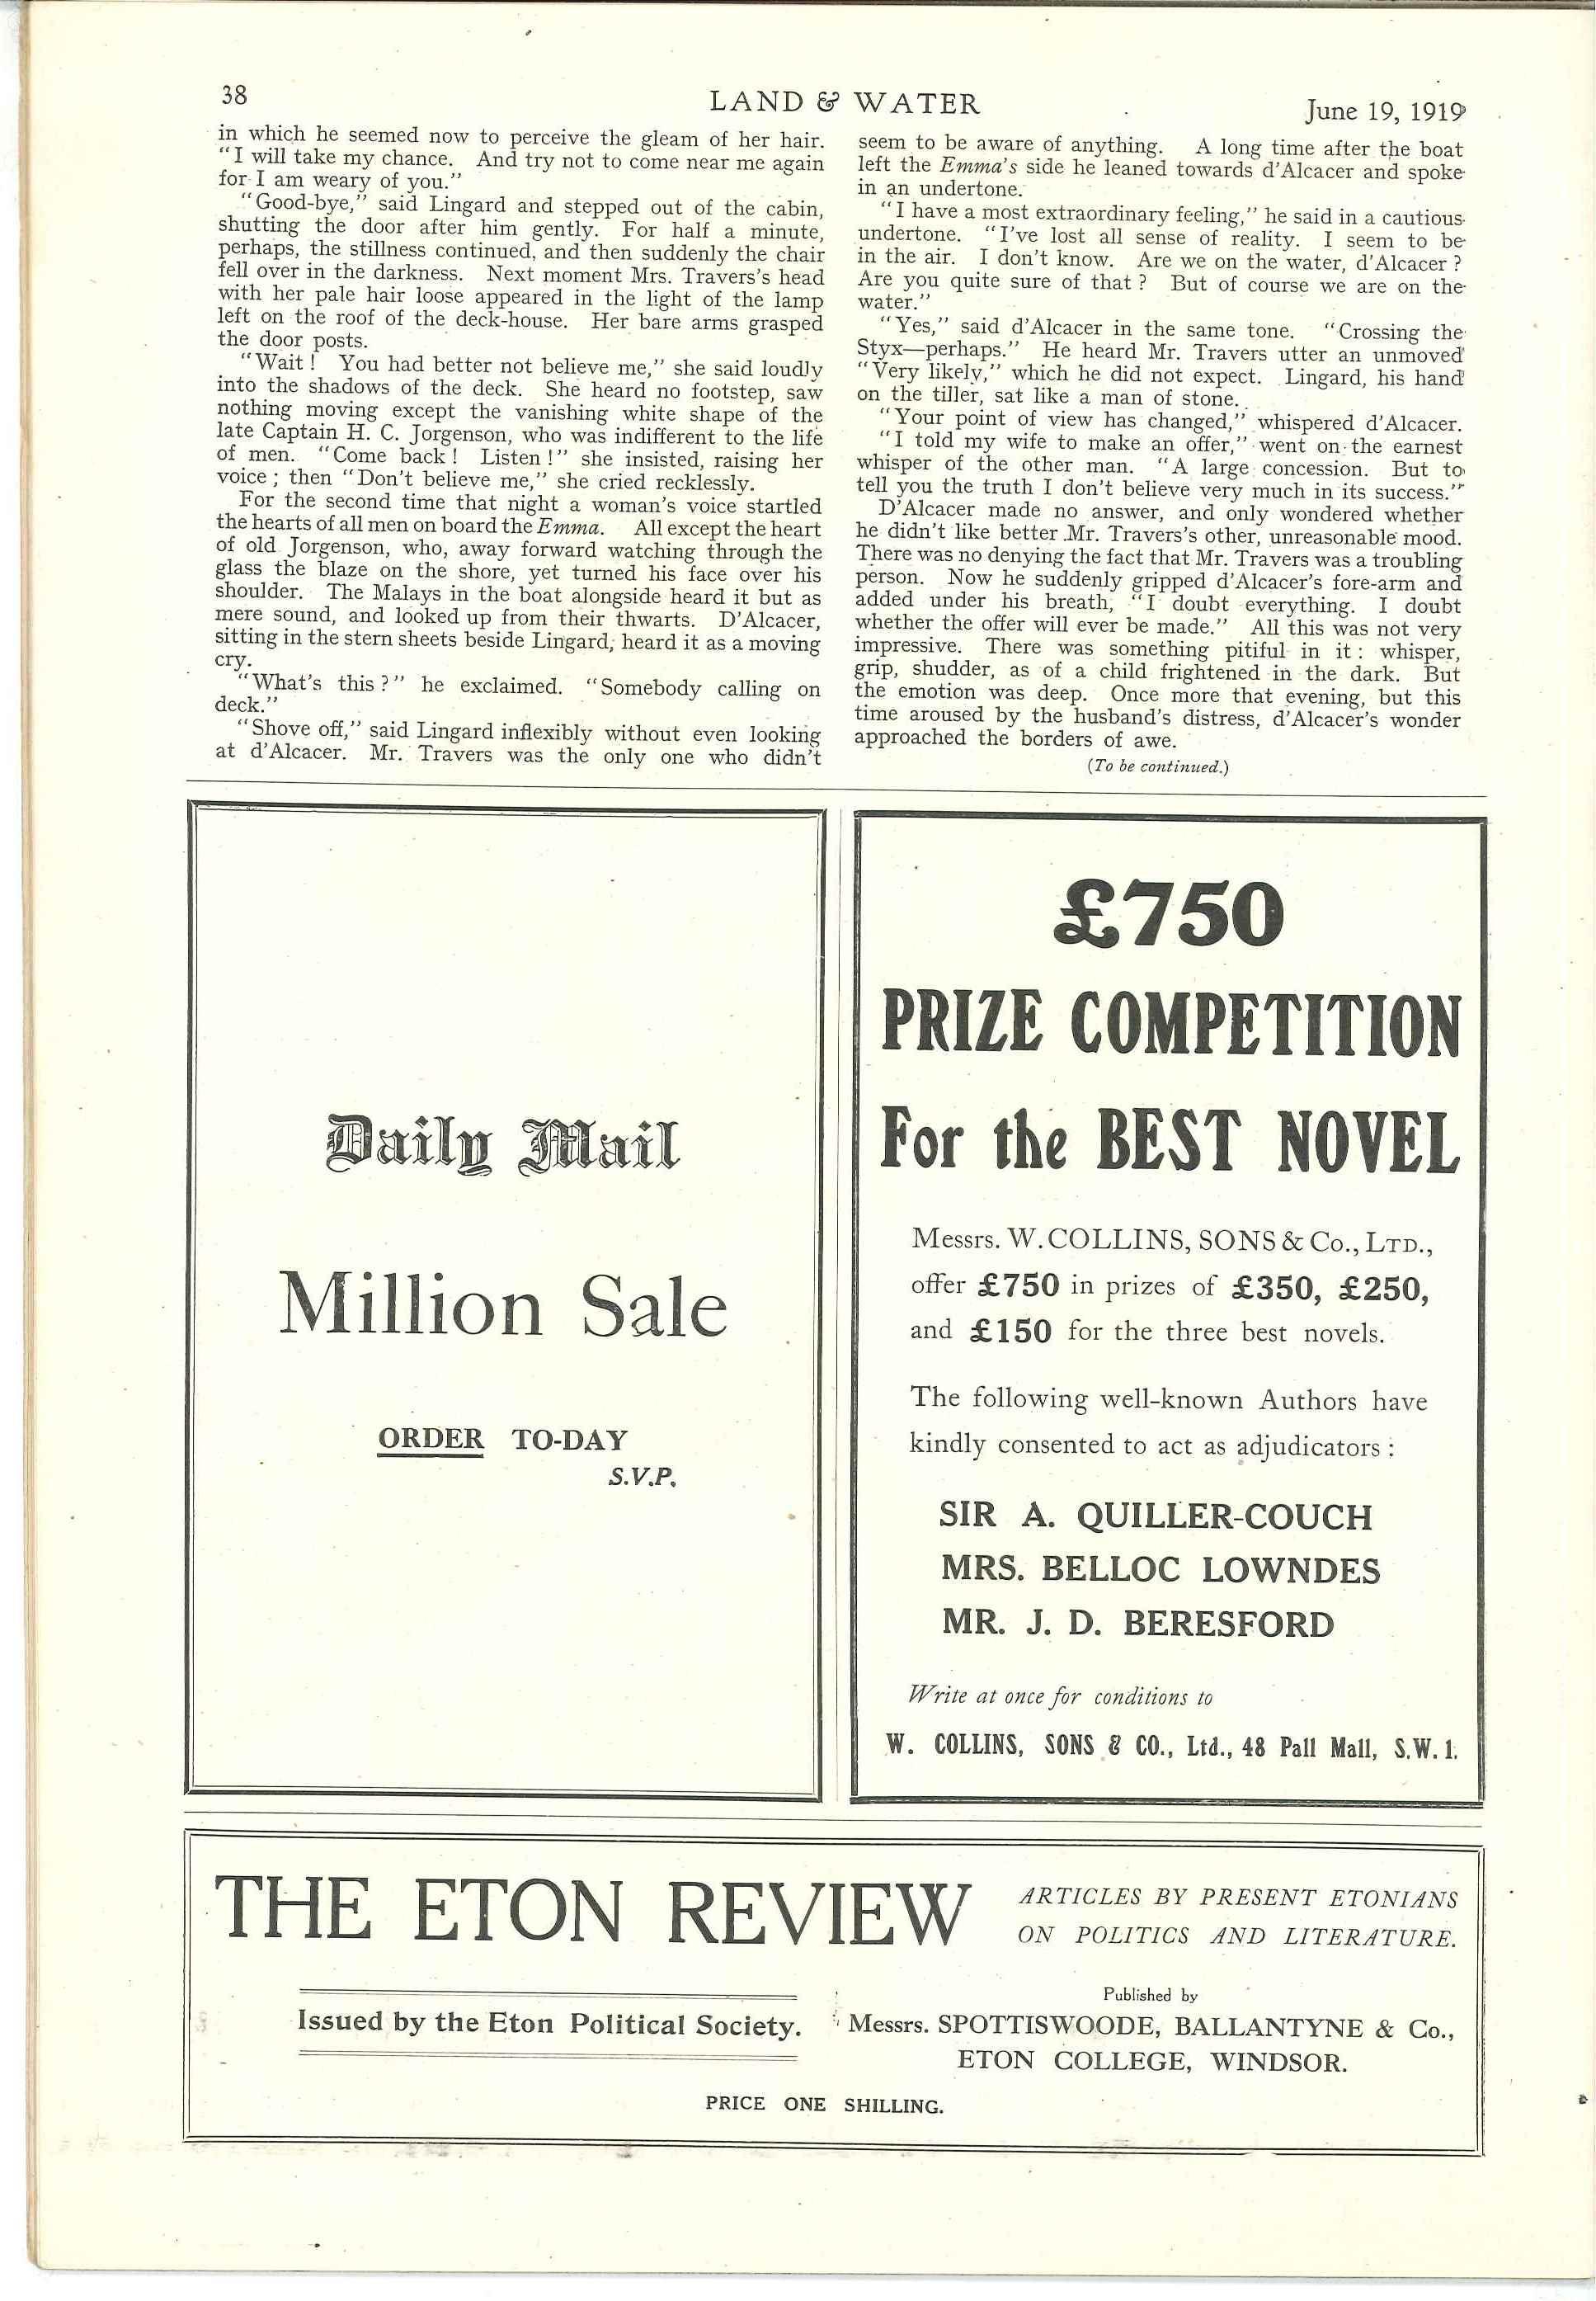 38
LAND & WATER
June 19, 1919
in which he seemed now to perceive the gleam of her hair.
"I will take my chance. And try not to come near me again
for I am weary of you."
"Good-bye," said Lingard and stepped out of the cabin,
shutting the door after him gently. For half a minute,
perhaps, the stillness continued, and then suddenly the chair
fell over in the darkness. Next moment Mrs. Travers's head
with her pale hair loose appeared in the light of the lamp
left on the roof of the deck-house. Her bare arms grasped
the door posts.
"Wait! You had better not believe me," she said loudly
into the shadows of the deck. She heard no footstep, saw
nothing moving except the vanishing white shape of the
late Captain H. C. Jorgenson, who was indifferent to the life
of men. "Come back! Listen!" she insisted, raising her
voice; then "Don't believe me," she cried recklessly.
For the second time that night a woman's voice startled
the hearts of all men on board the Emma. All except the heart
of old Jorgenson, who, away forward watching through the
glass the blaze on the shore, yet turned his face over his
shoulder. The Malays in the boat alongside heard it but as
mere sound, and looked up from their thwarts. D'Alcacer,
sitting in the stern sheets beside Lingard, heard it as a moving
cry.
"What's this?" he exclaimed. "Somebody calling on
deck."
"Shove off," said Lingard inflexibly without even looking
at d'Alcacer. Mr. Travers was the only one who didn't
seem to be aware of anything. A long time after the boat
left the Emma's side he leaned towards d'Alcacer and spoke
in an undertone.
"I have a most extraordinary feeling," he said in a cautious
undertone. "I've lost all sense of reality. I seem to be
in the air. I don't know. Are we on the water, d'Alcacer?
Are you quite sure of that? But of course we are on the
water."
"Yes," said d'Alcacer in the same tone. "Crossing the
Styx—perhaps." He heard Mr. Travers utter an unmoved
"Very likely," which he did not expect. Lingard, his hand
on the tiller, sat like a man of stone.
"Your point of view has changed," whispered d'Alcacer.
"I told my wife to make an offer," went on the earnest
whisper of the other man. "A large concession. But to
tell you the truth I don't believe very much in its success."
D'Alcacer made no answer, and only wondered whether
he didn't like better Mr. Travers's other, unreasonable mood.
There was no denying the fact that Mr. Travers was a troubling
person. Now he suddenly gripped d'Alcacer's fore-arm and
added under his breath, "I doubt everything. I doubt
whether the offer will ever be made." All this was not very
impressive. There was something pitiful in it: whisper,
grip, shudder, as of a child frightened in the dark. But
the emotion was deep. Once more that evening, but this
time aroused by the husband's distress, d'Alcacer's wonder
approached the borders of awe.
(To be continued.)
Daily Mail
Million Sale
ORDER TO-DAY
S.V.P.
£750
PRIZE COMPETITION
For the BEST NOVEL
Messrs. W. COLLINS, SONS & Co., LTD.,
offer £750 in prizes of £350, £250,
and £150 for the three best novels.
The following well-known Authors have
kindly consented to act as adjudicators:
SIR A. QUILLER-COUCH
MRS. BELLOC LOWNDES
MR. J. D. BERESFORD
Write at once for conditions to
W. COLLINS, SONS & CO., Ltd., 48 Pall Mall, S.W. 1.
THE ETON REVIEW
ARTICLES BY PRESENT ETONIANS
ON POLITICS AND LITERATURE.
Issued by the Eton Political Society.
Published by
Messrs. SPOTTISWOODE, BALLANTYNE & Co.,
ETON COLLEGE, WINDSOR.
PRICE ONE SHILLING.